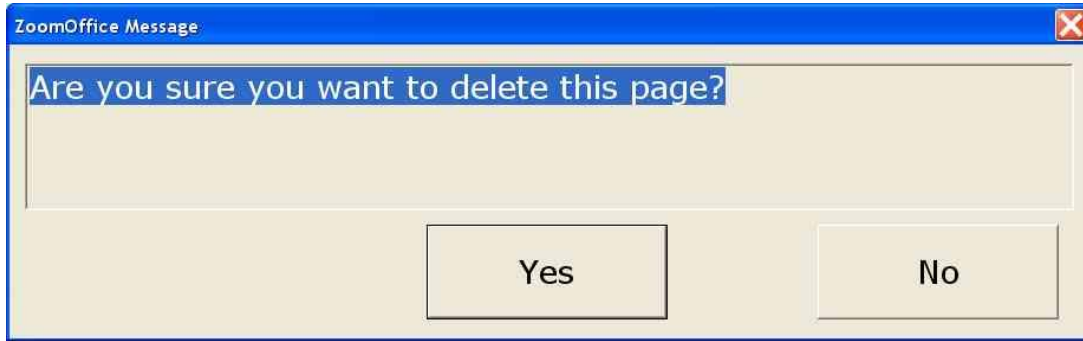 ZoomOffice Message
Are you sure you want to delete this page?
Yes No